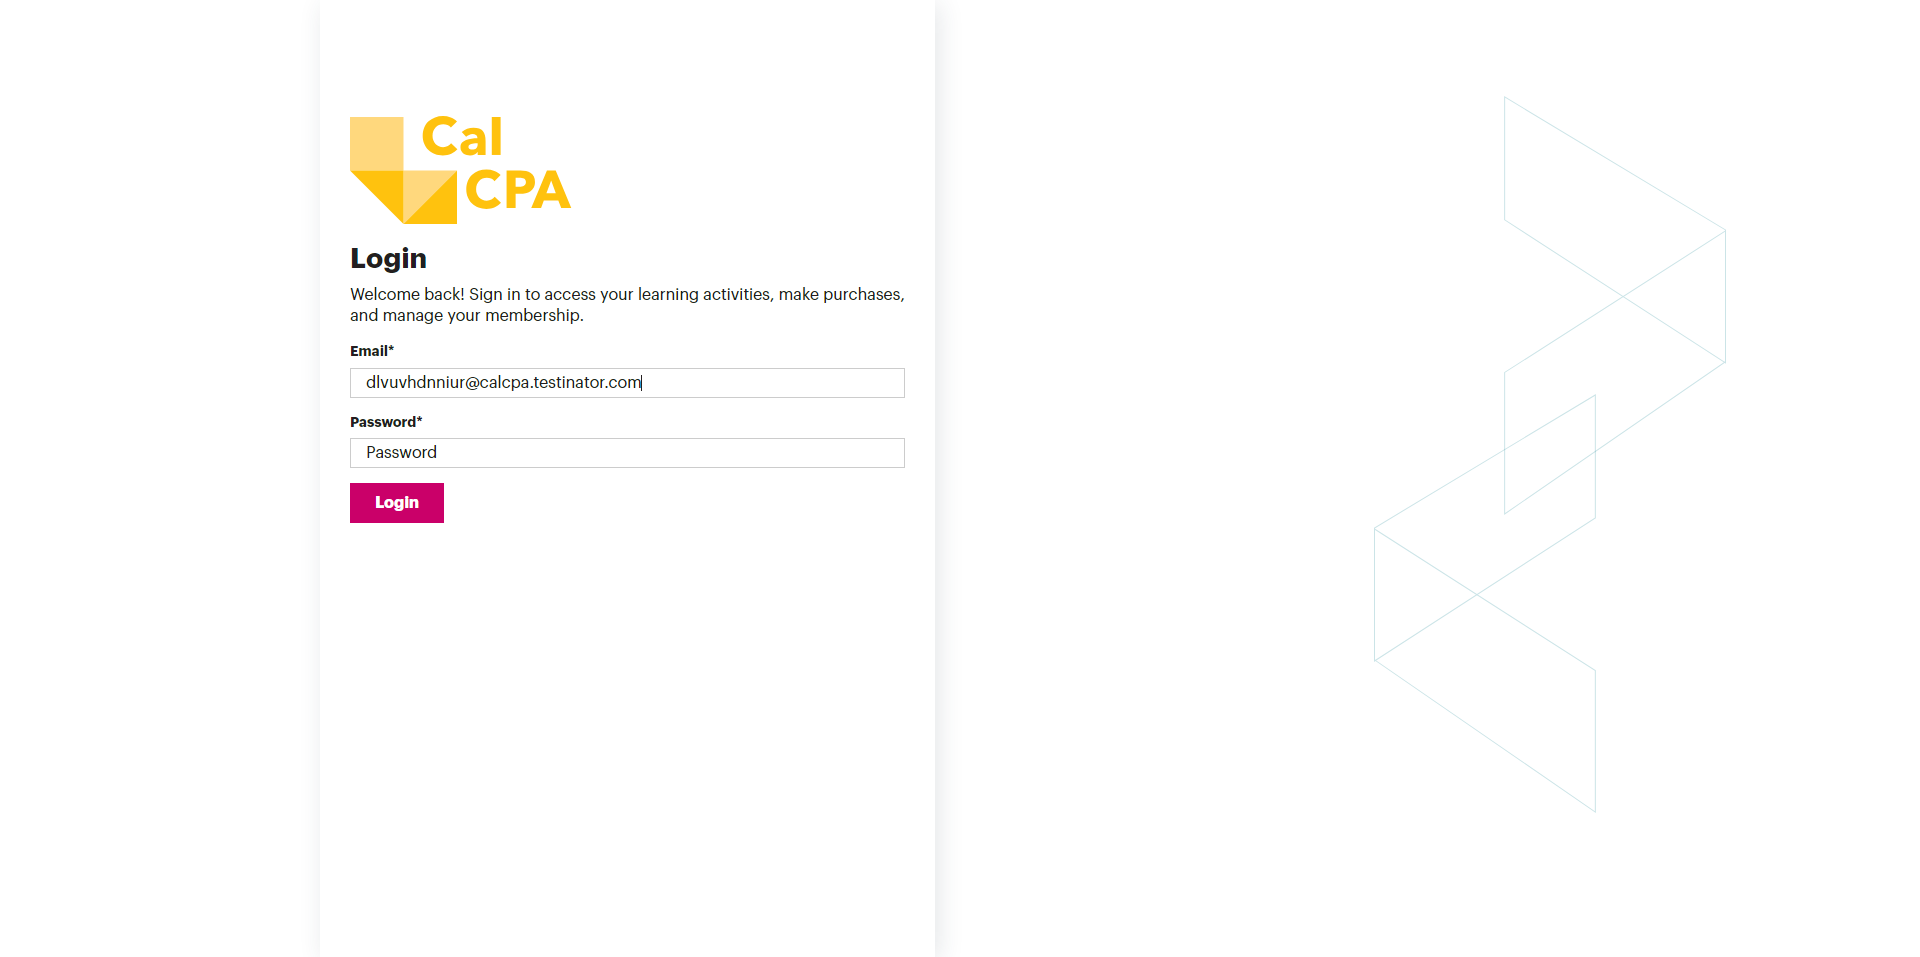 Cal
CPA
Login
Welcome back! Sign in to access your learning activities, make purchases,
and manage your membership.
Email*
dlvuvhdnniur@calcpa.testinator.com
Password*
Password
Login